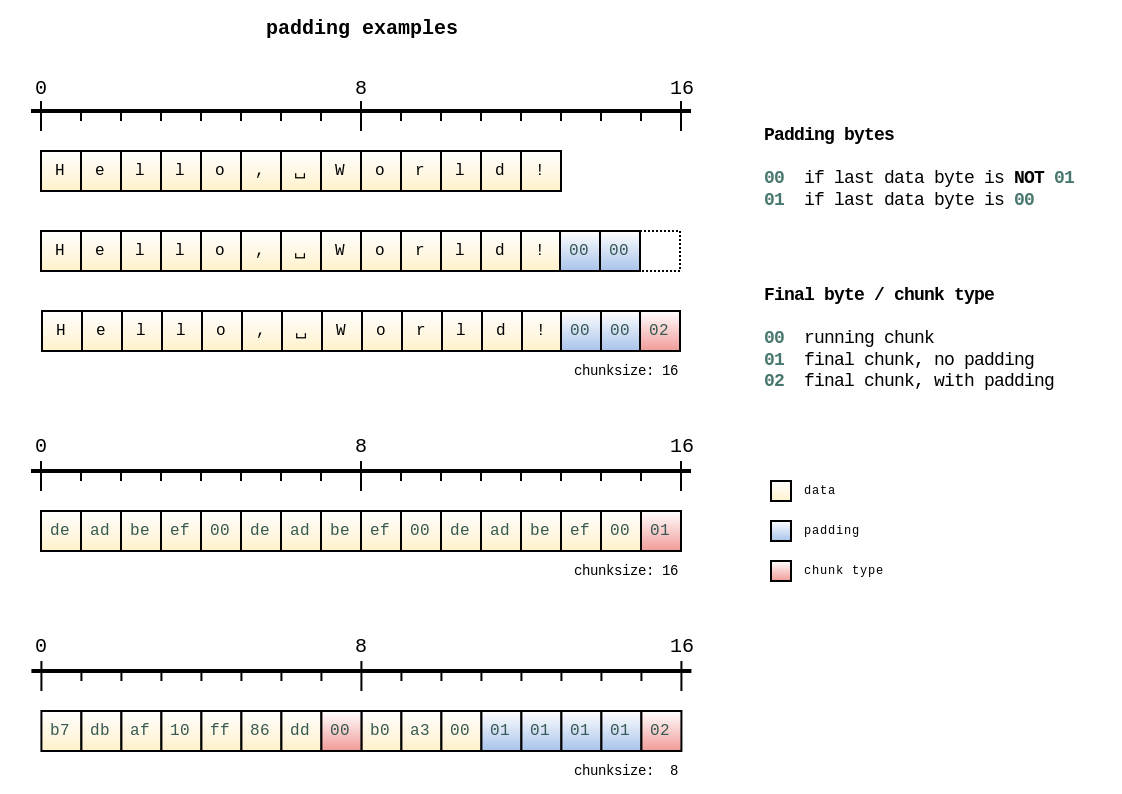 padding examples
0 8 16
H e l l o , ␣ W o r l d !
H e l l o , ␣ W o r l d ! 00 00
H e l l o , ␣ W o r l d ! 00 00 02
chunksize: 16
0 8 16
de ad be ef 00 de ad be ef 00 de ad be ef 00 01
chunksize: 16
0 8 16
b7 db af 10 ff 86 dd 00 b0 a3 00 01 01 01 01 02
chunksize: 8
Padding bytes
00 if last data byte is NOT 01
01 if last data byte is 00
Final byte / chunk type
00 running chunk
01 final chunk, no padding
02 final chunk, with padding
data
padding
chunk type